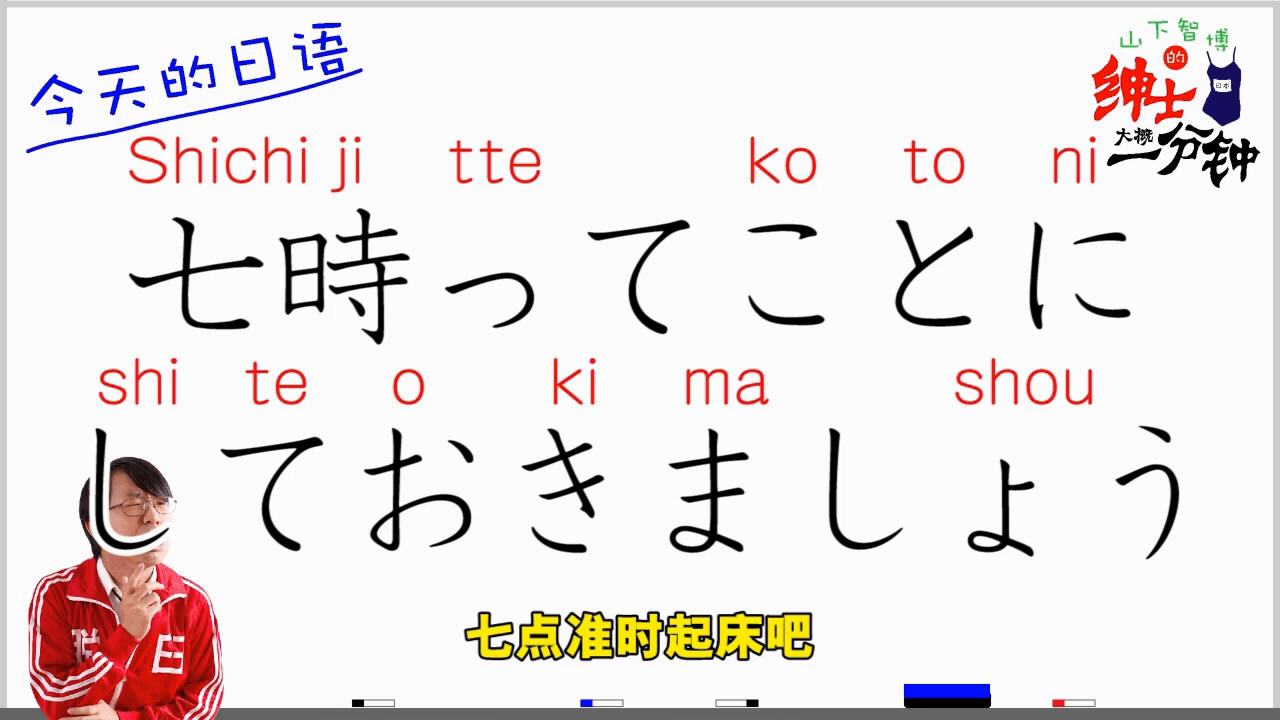 今天的日语
山下智博
的
绅士
日本
大概
一分钟
Shichi ji tte ko to ni
七時ってことに
shi te o ki ma shou
しておきましょう
七点准时起床吧